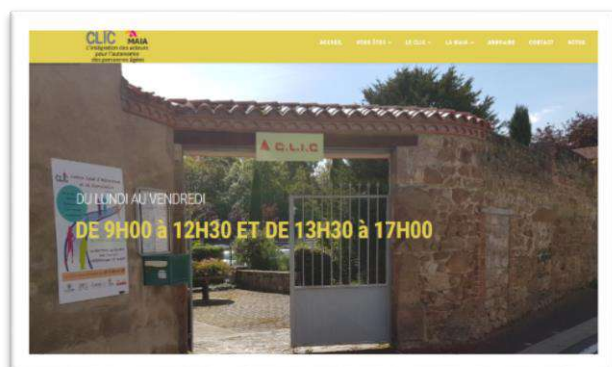 CLIC MAIA
L'intégration des acteurs
pour l'autonomie
des personnes âgées
ACCUEIL VOUS ÊTES LE CLIC LA MAIA ANNUAIRE CONTACT ACTUS
C.L.I.C
CLIC
DU LUNDI AU VENDREDI
DE 9H00 à 12H30 ET DE 13H30 à 17H00